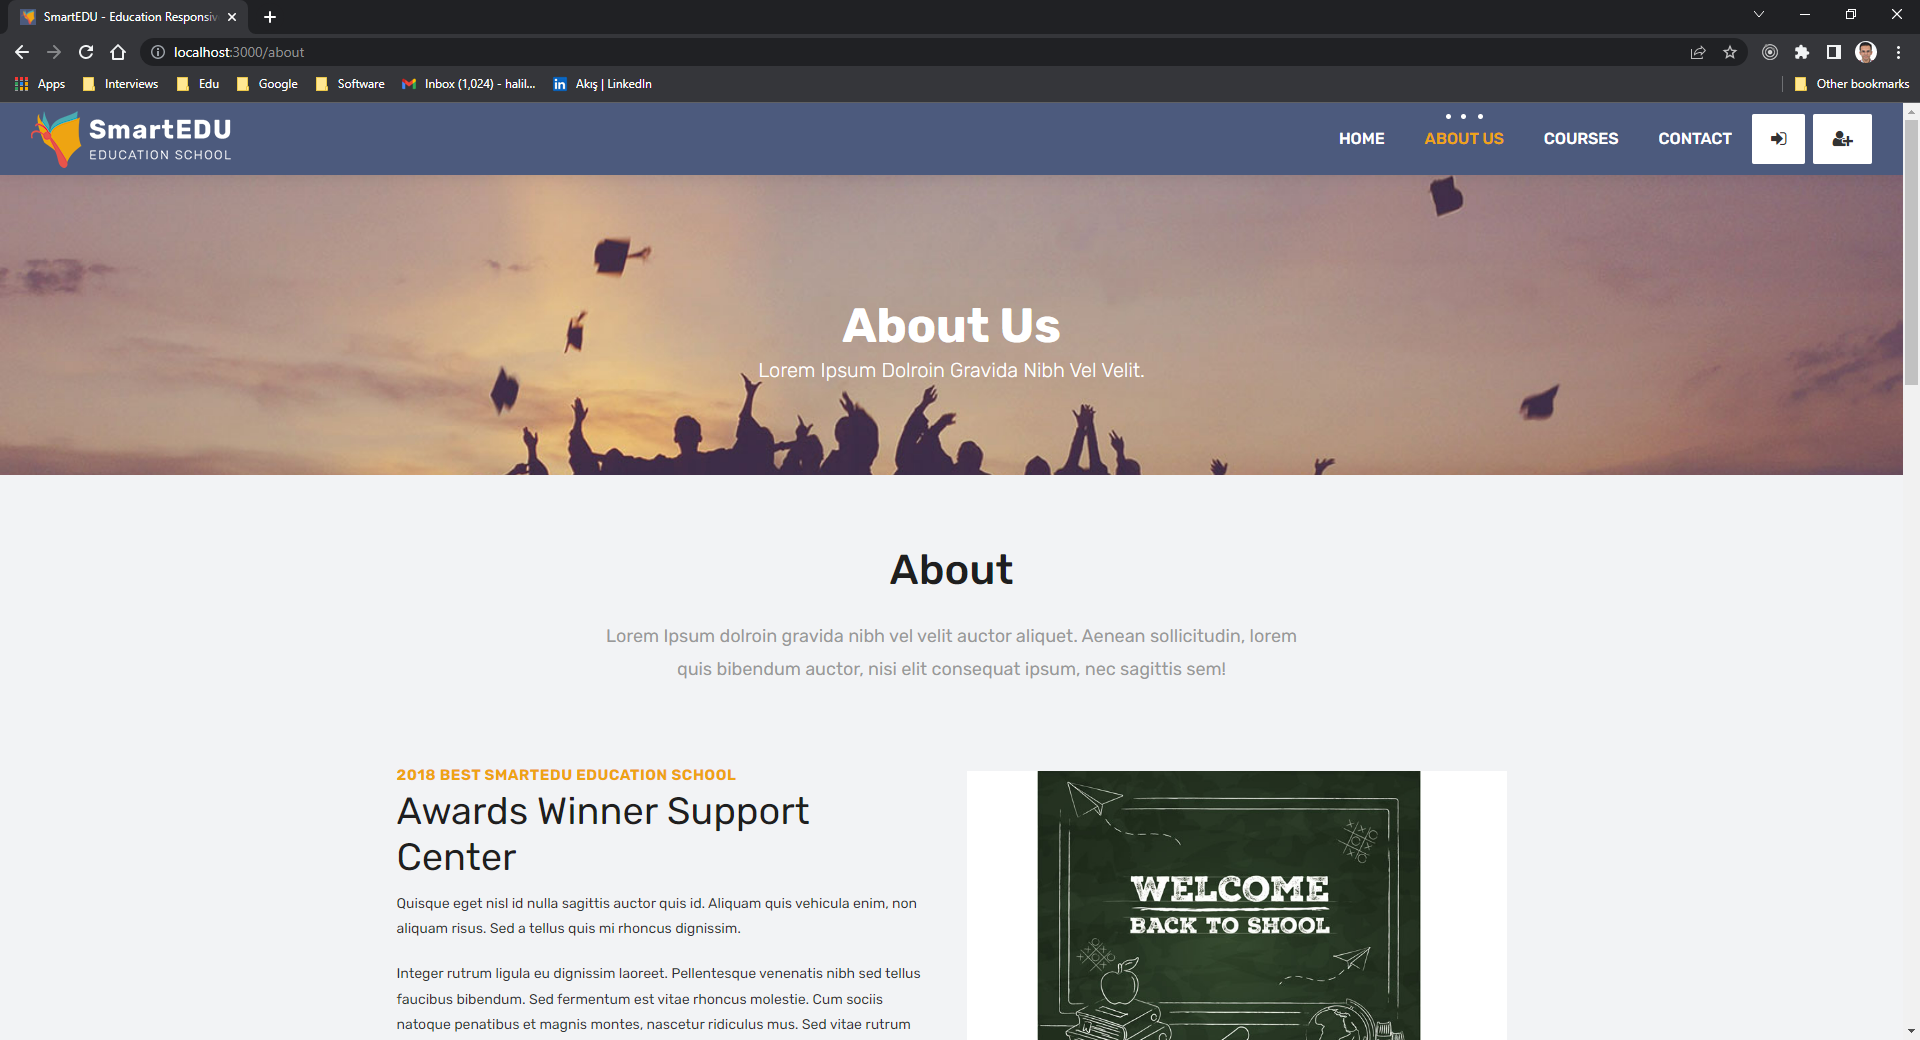 SmartEDU - Education Responsiv
localhost:3000/about
Apps
Interviews
Edu
Google
Software
Inbox (1,024) - halil...
Akış | LinkedIn
Other bookmarks
SmartEDU
EDUCATION SCHOOL
HOME
ABOUT US
COURSES
CONTACT
About Us
Lorem Ipsum Dolroin Gravida Nibh Vel Velit.
About
Lorem Ipsum dolroin gravida nibh vel velit auctor aliquet. Aenean sollicitudin, lorem
quis bibendum auctor, nisi elit consequat ipsum, nec sagittis sem!
2018 BEST SMARTEDU EDUCATION SCHOOL
Awards Winner Support
Center
Quisque eget nisl id nulla sagittis auctor quis id. Aliquam quis vehicula enim, non
aliquam risus. Sed a tellus quis mi rhoncus dignissim.
Integer rutrum ligula eu dignissim laoreet. Pellentesque venenatis nibh sed tellus
faucibus bibendum. Sed fermentum est vitae rhoncus molestie. Cum sociis
natoque penatibus et magnis montes, nascetur ridiculus mus. Sed vitae rutrum
WELCOME
BACK TO SHOOL